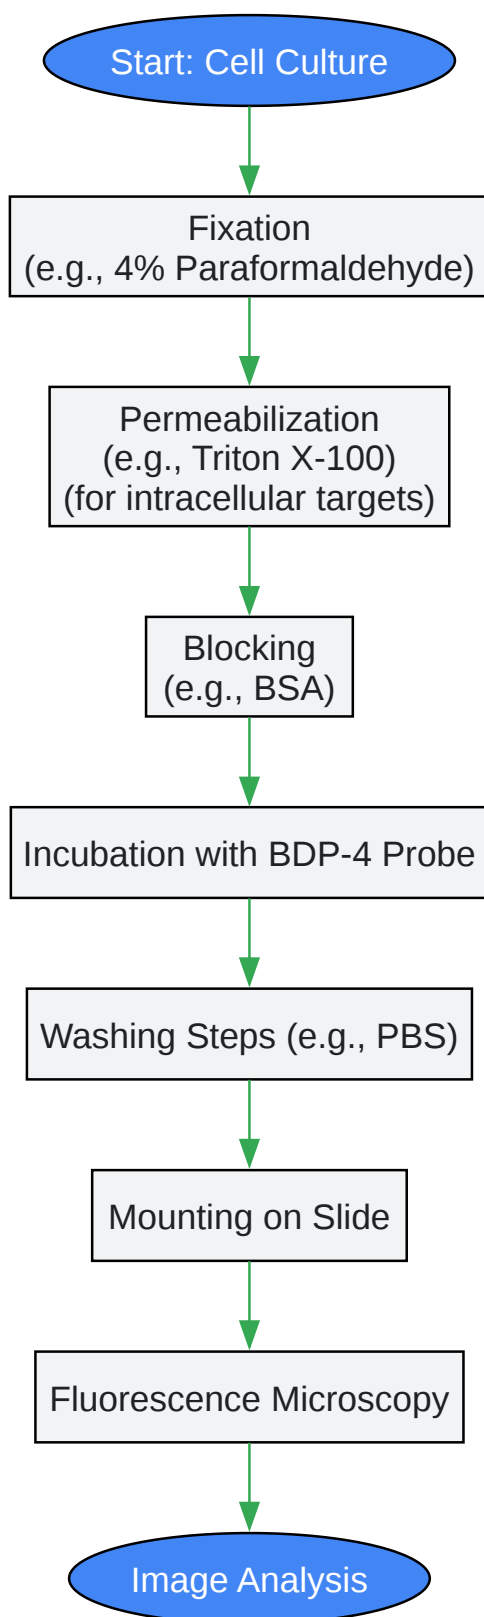 Start: Cell Culture
Fixation
(e.g., 4% Paraformaldehyde)
Permeabilization
(e.g., Triton X-100)
(for intracellular targets)
Blocking
(e.g., BSA)
Incubation with BDP-4 Probe
Washing Steps (e.g., PBS)
Mounting on Slide
Fluorescence Microscopy
Image Analysis